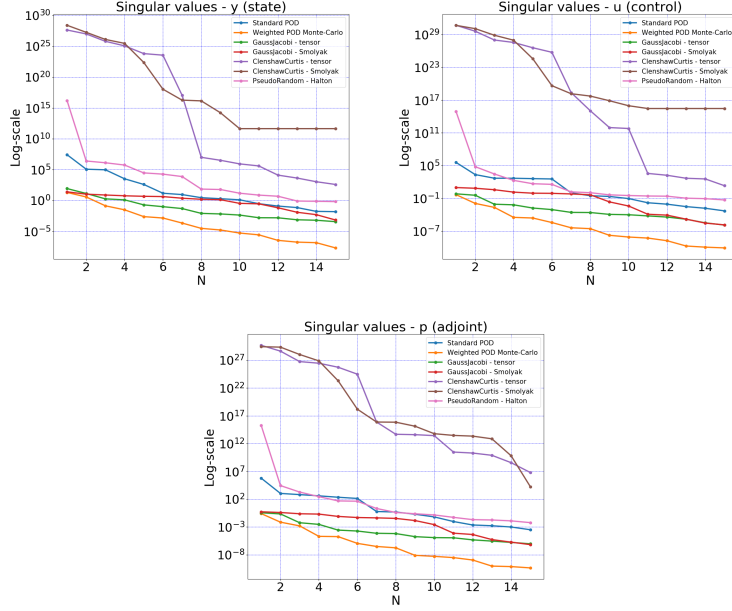 Singular values - y (state)
Log-scale
10^30
10^25
10^20
10^15
10^10
10^5
10^0
10^−5
2 4 6 8 10 12 14
N
Standard POD
Weighted POD Monte-Carlo
GaussJacobi - tensor
GaussJacobi - Smolyak
ClenshawCurtis - tensor
ClenshawCurtis - Smolyak
PseudoRandom - Halton
Singular values - u (control)
Log-scale
10^29
10^23
10^17
10^11
10^5
10^−1
10^−7
2 4 6 8 10 12 14
N
Standard POD
Weighted POD Monte-Carlo
GaussJacobi - tensor
GaussJacobi - Smolyak
ClenshawCurtis - tensor
ClenshawCurtis - Smolyak
PseudoRandom - Halton
Singular values - p (adjoint)
Log-scale
10^27
10^22
10^17
10^12
10^7
10^2
10^−3
10^−8
2 4 6 8 10 12 14
N
Standard POD
Weighted POD Monte-Carlo
GaussJacobi - tensor
GaussJacobi - Smolyak
ClenshawCurtis - tensor
ClenshawCurtis - Smolyak
PseudoRandom - Halton